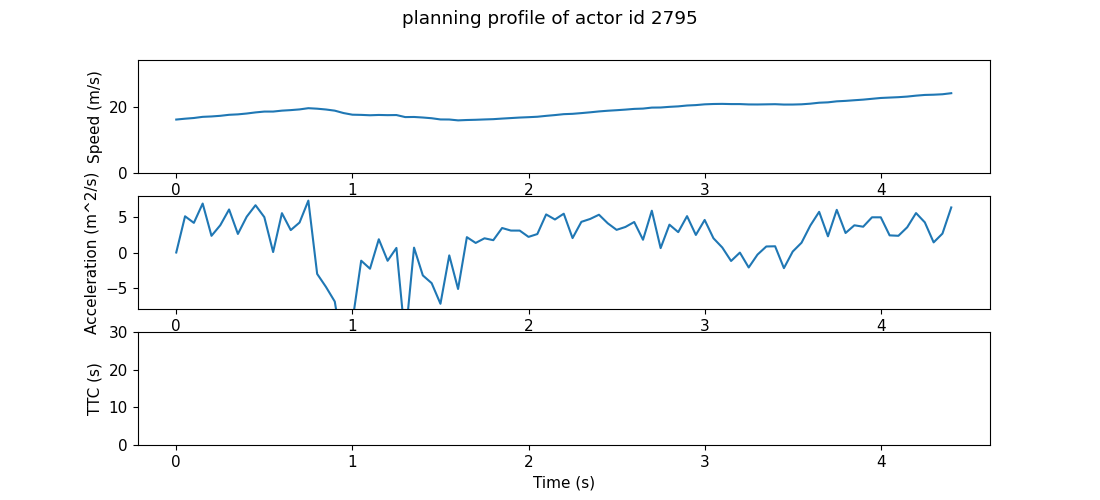 planning profile of actor id 2795
Speed (m/s)
20
0
0 1 2 3 4
Acceleration (m^2/s)
5
0
−5
0 1 2 3 4
TTC (s)
30
20
10
0
0 1 2 3 4
Time (s)